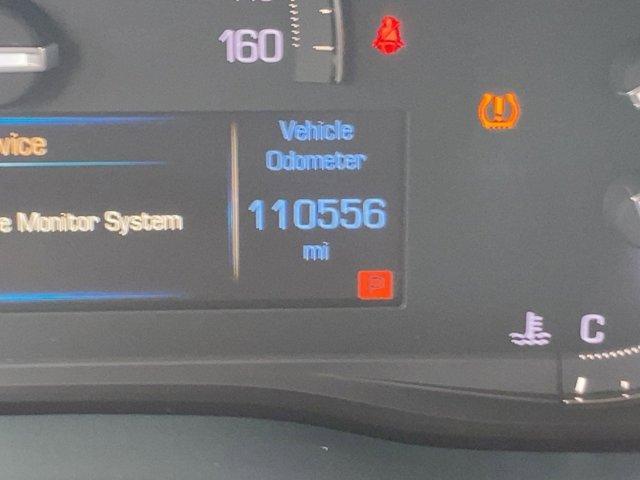 160
vice
Vehicle
Odometer
e Monitor System
110556
mi
P
C